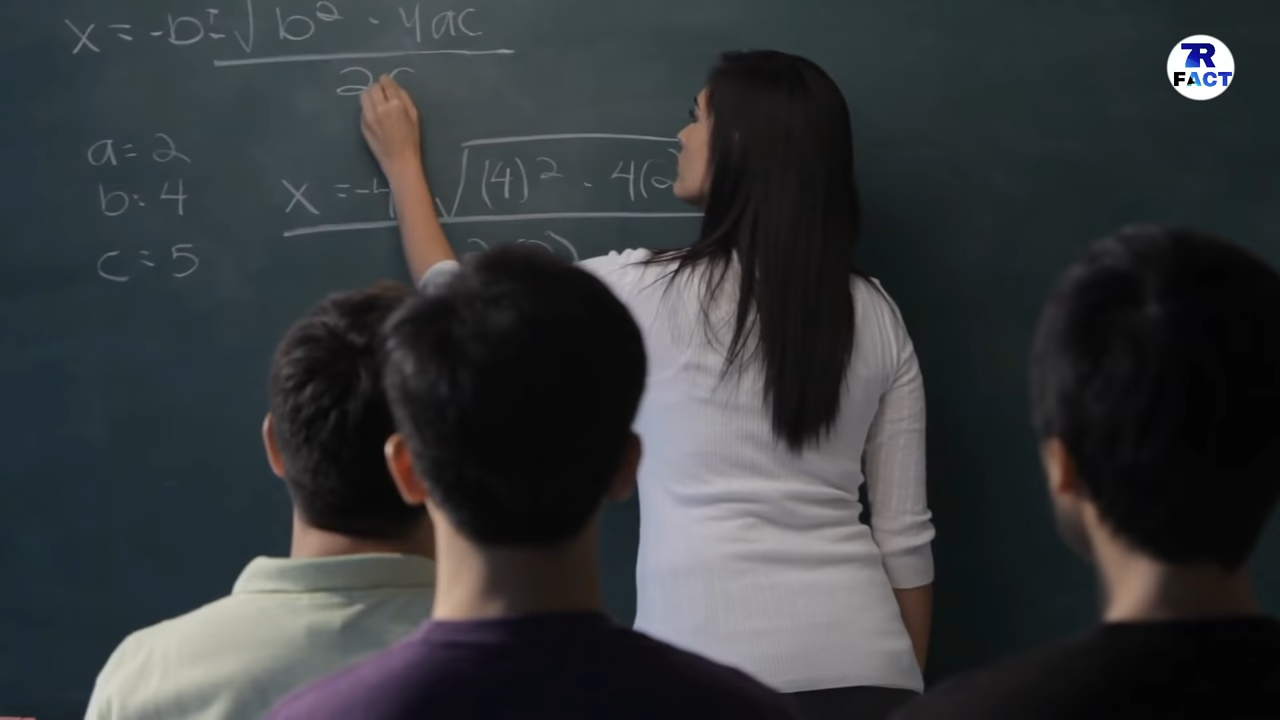 x = -b ± √ b² - 4ac
2a
7R
FACT
a = 2
b: 4
c = 5
x = -4 √ (4)² - 4(2)